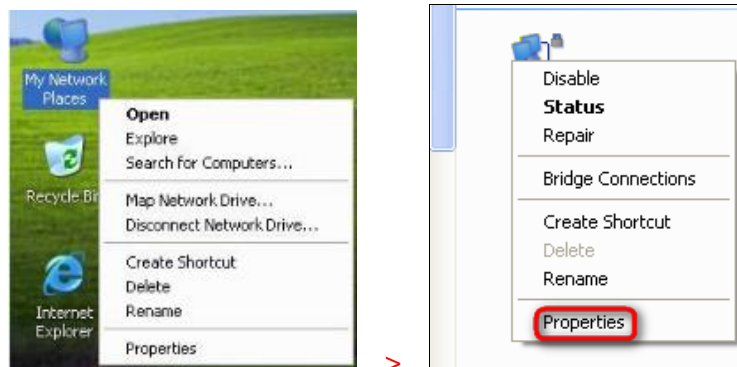 My Network
Places
Recycle Bin
Internet
Explorer
Open
Explore
Search for Computers...
Map Network Drive...
Disconnect Network Drive...
Create Shortcut
Delete
Rename
Properties
>
Disable
Status
Repair
Bridge Connections
Create Shortcut
Delete
Rename
Properties